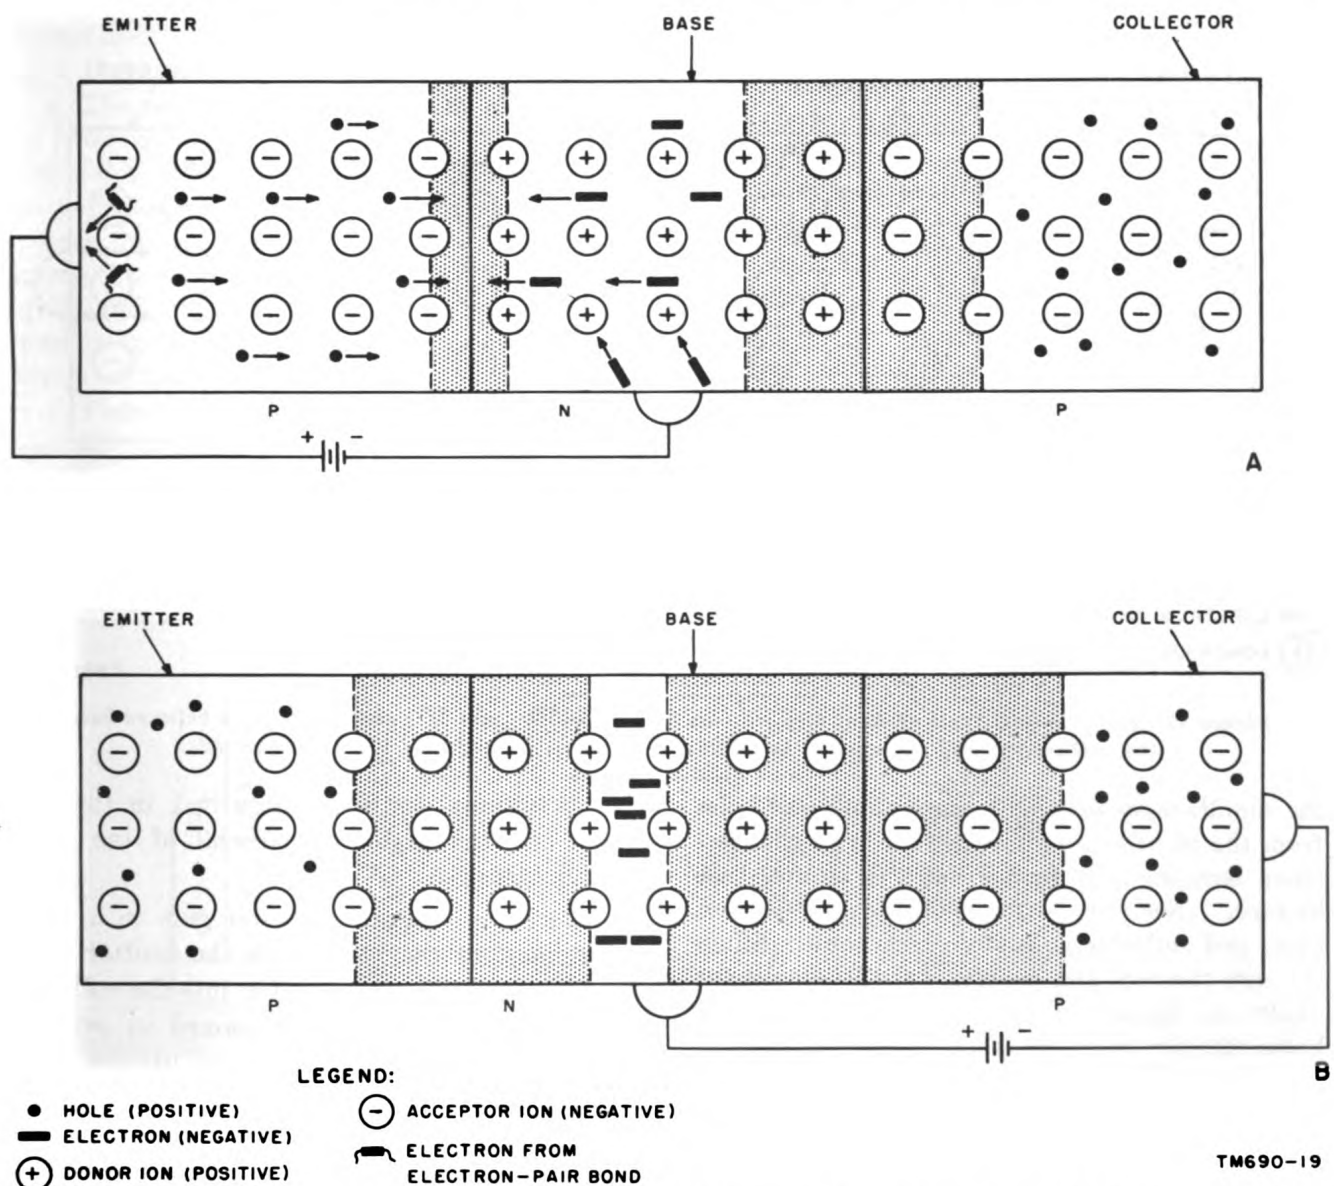 EMITTER BASE COLLECTOR
P N P
+ −
A
EMITTER BASE COLLECTOR
P N P
+ −
B
LEGEND:
HOLE (POSITIVE)
ELECTRON (NEGATIVE)
DONOR ION (POSITIVE)
ACCEPTOR ION (NEGATIVE)
ELECTRON FROM
ELECTRON-PAIR BOND
TM690-19